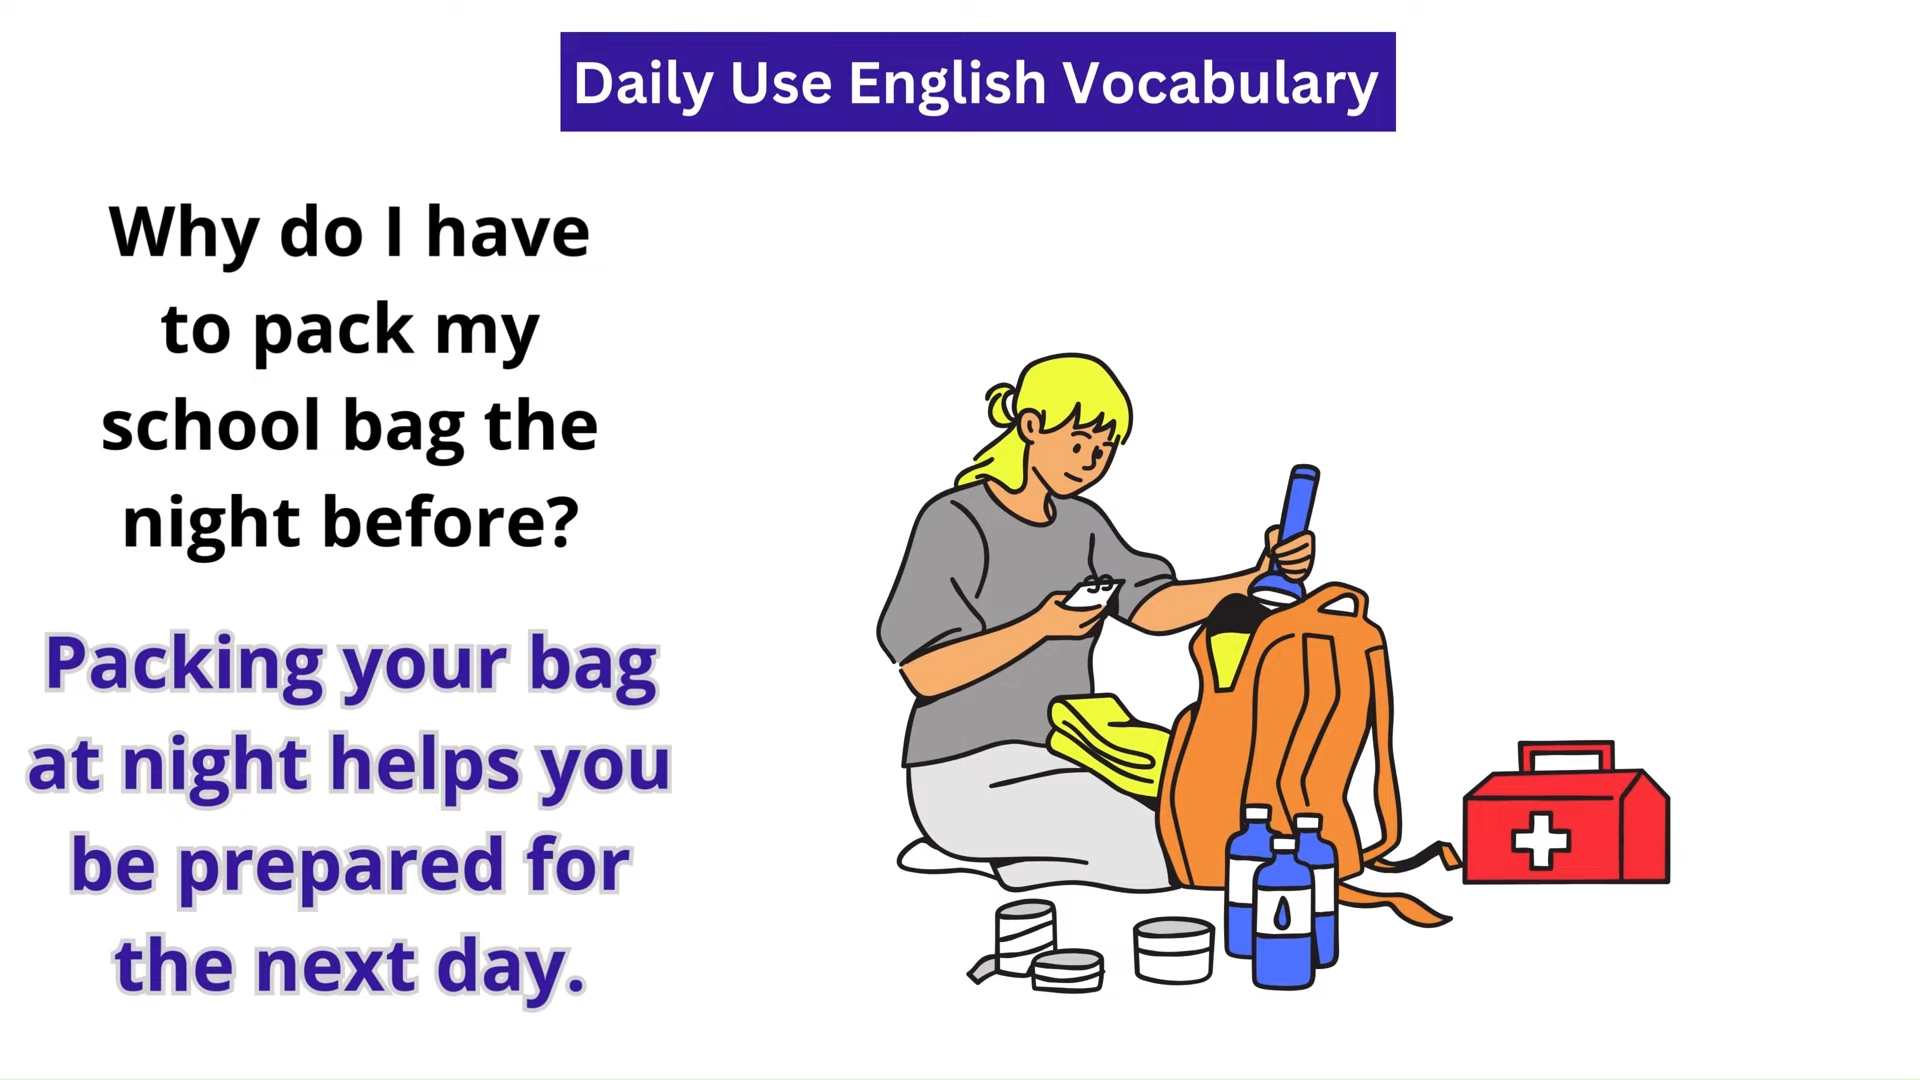 Daily Use English Vocabulary
Why do I have
to pack my
school bag the
night before?
Packing your bag
at night helps you
be prepared for
the next day.